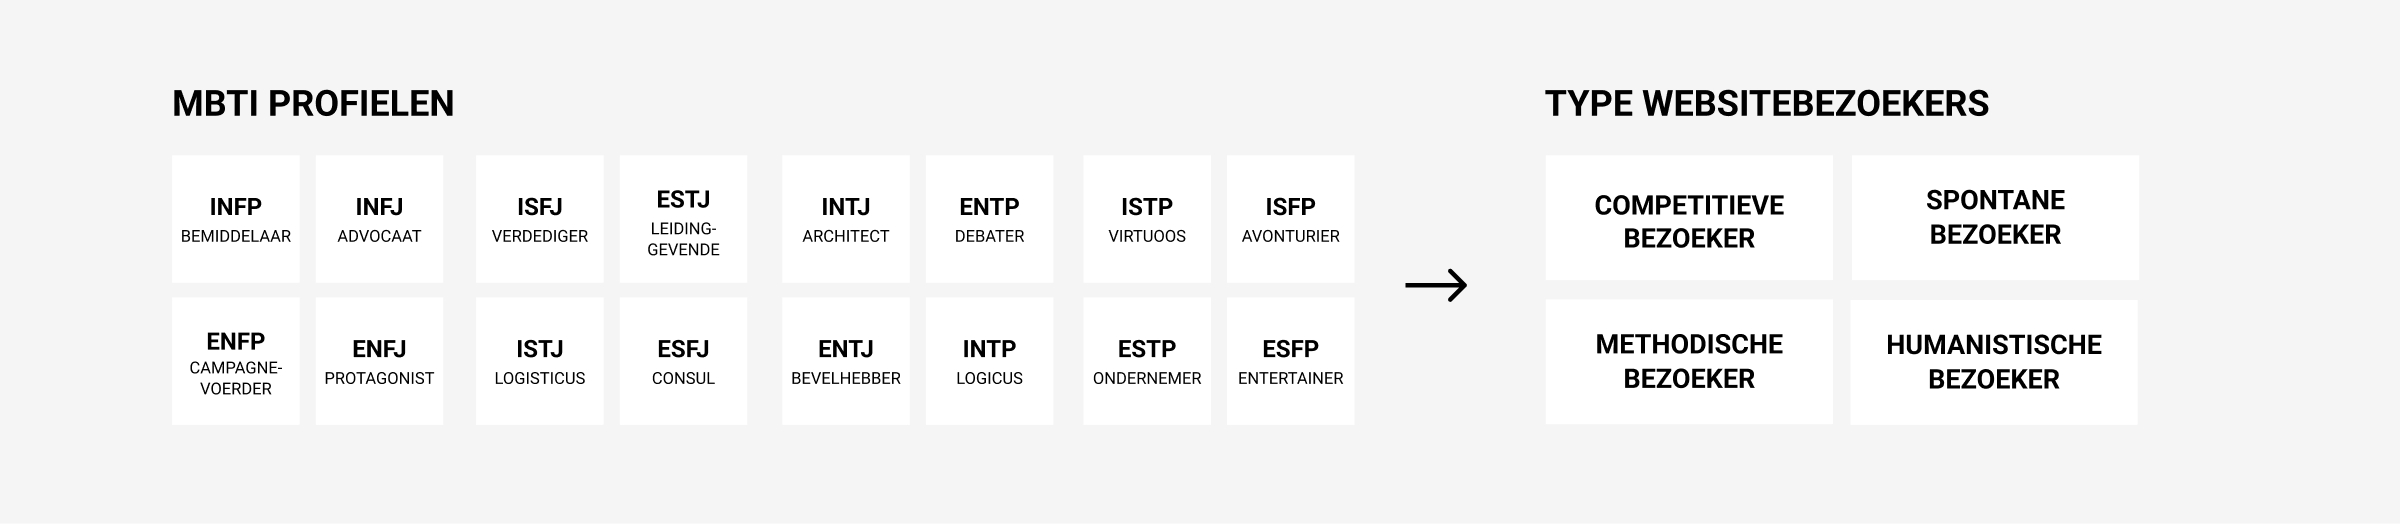 MBTI PROFIELEN
INFP
BEMIDDELAAR
INFJ
ADVOCAAT
ISFJ
VERDEDIGER
ESTJ
LEIDING-
GEVENDE
INTJ
ARCHITECT
ENTP
DEBATER
ISTP
VIRTUOOS
ISFP
AVONTURIER
ENFP
CAMPAGNE-
VOERDER
ENFJ
PROTAGONIST
ISTJ
LOGISTICUS
ESFJ
CONSUL
ENTJ
BEVELHEBBER
INTP
LOGICUS
ESTP
ONDERNEMER
ESFP
ENTERTAINER
TYPE WEBSITEBEZOEKERS
COMPETITIEVE
BEZOEKER
SPONTANE
BEZOEKER
METHODISCHE
BEZOEKER
HUMANISTISCHE
BEZOEKER